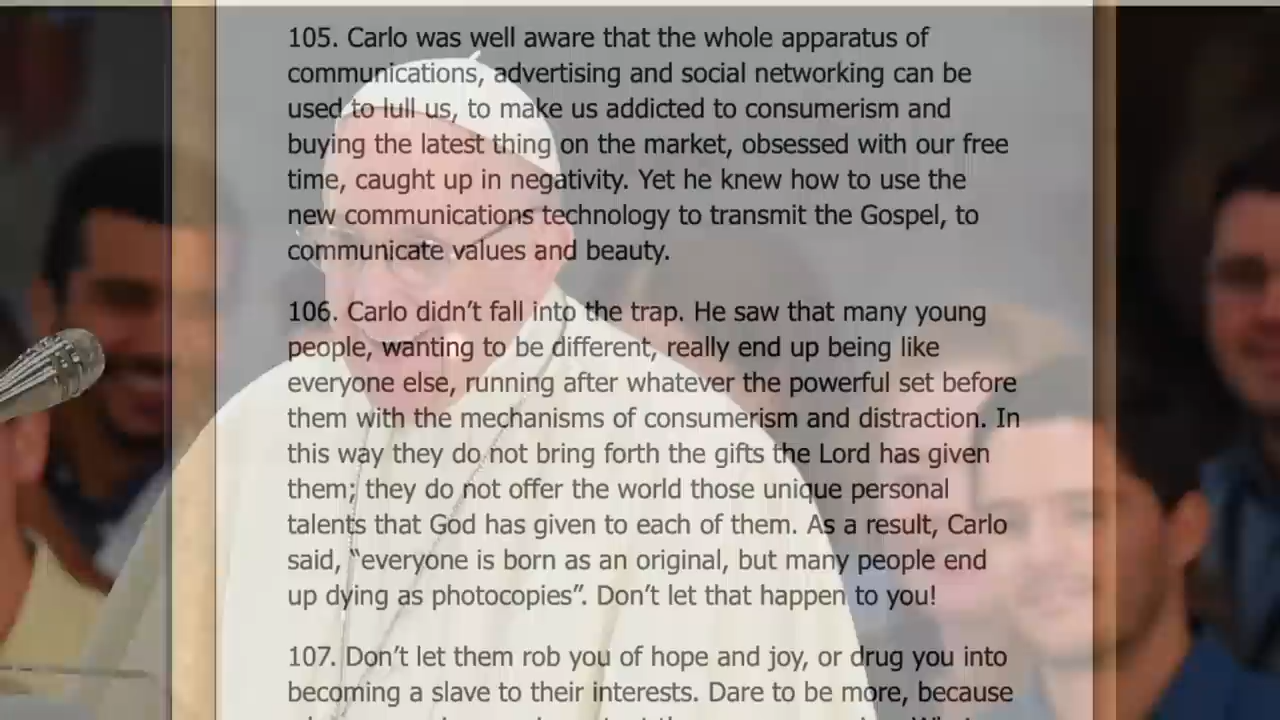 105. Carlo was well aware that the whole apparatus of
communications, advertising and social networking can be
used to lull us, to make us addicted to consumerism and
buying the latest thing on the market, obsessed with our free
time, caught up in negativity. Yet he knew how to use the
new communications technology to transmit the Gospel, to
communicate values and beauty.
106. Carlo didn’t fall into the trap. He saw that many young
people, wanting to be different, really end up being like
everyone else, running after whatever the powerful set before
them with the mechanisms of consumerism and distraction. In
this way they do not bring forth the gifts the Lord has given
them; they do not offer the world those unique personal
talents that God has given to each of them. As a result, Carlo
said, “everyone is born as an original, but many people end
up dying as photocopies”. Don’t let that happen to you!
107. Don’t let them rob you of hope and joy, or drug you into
becoming a slave to their interests. Dare to be more, because